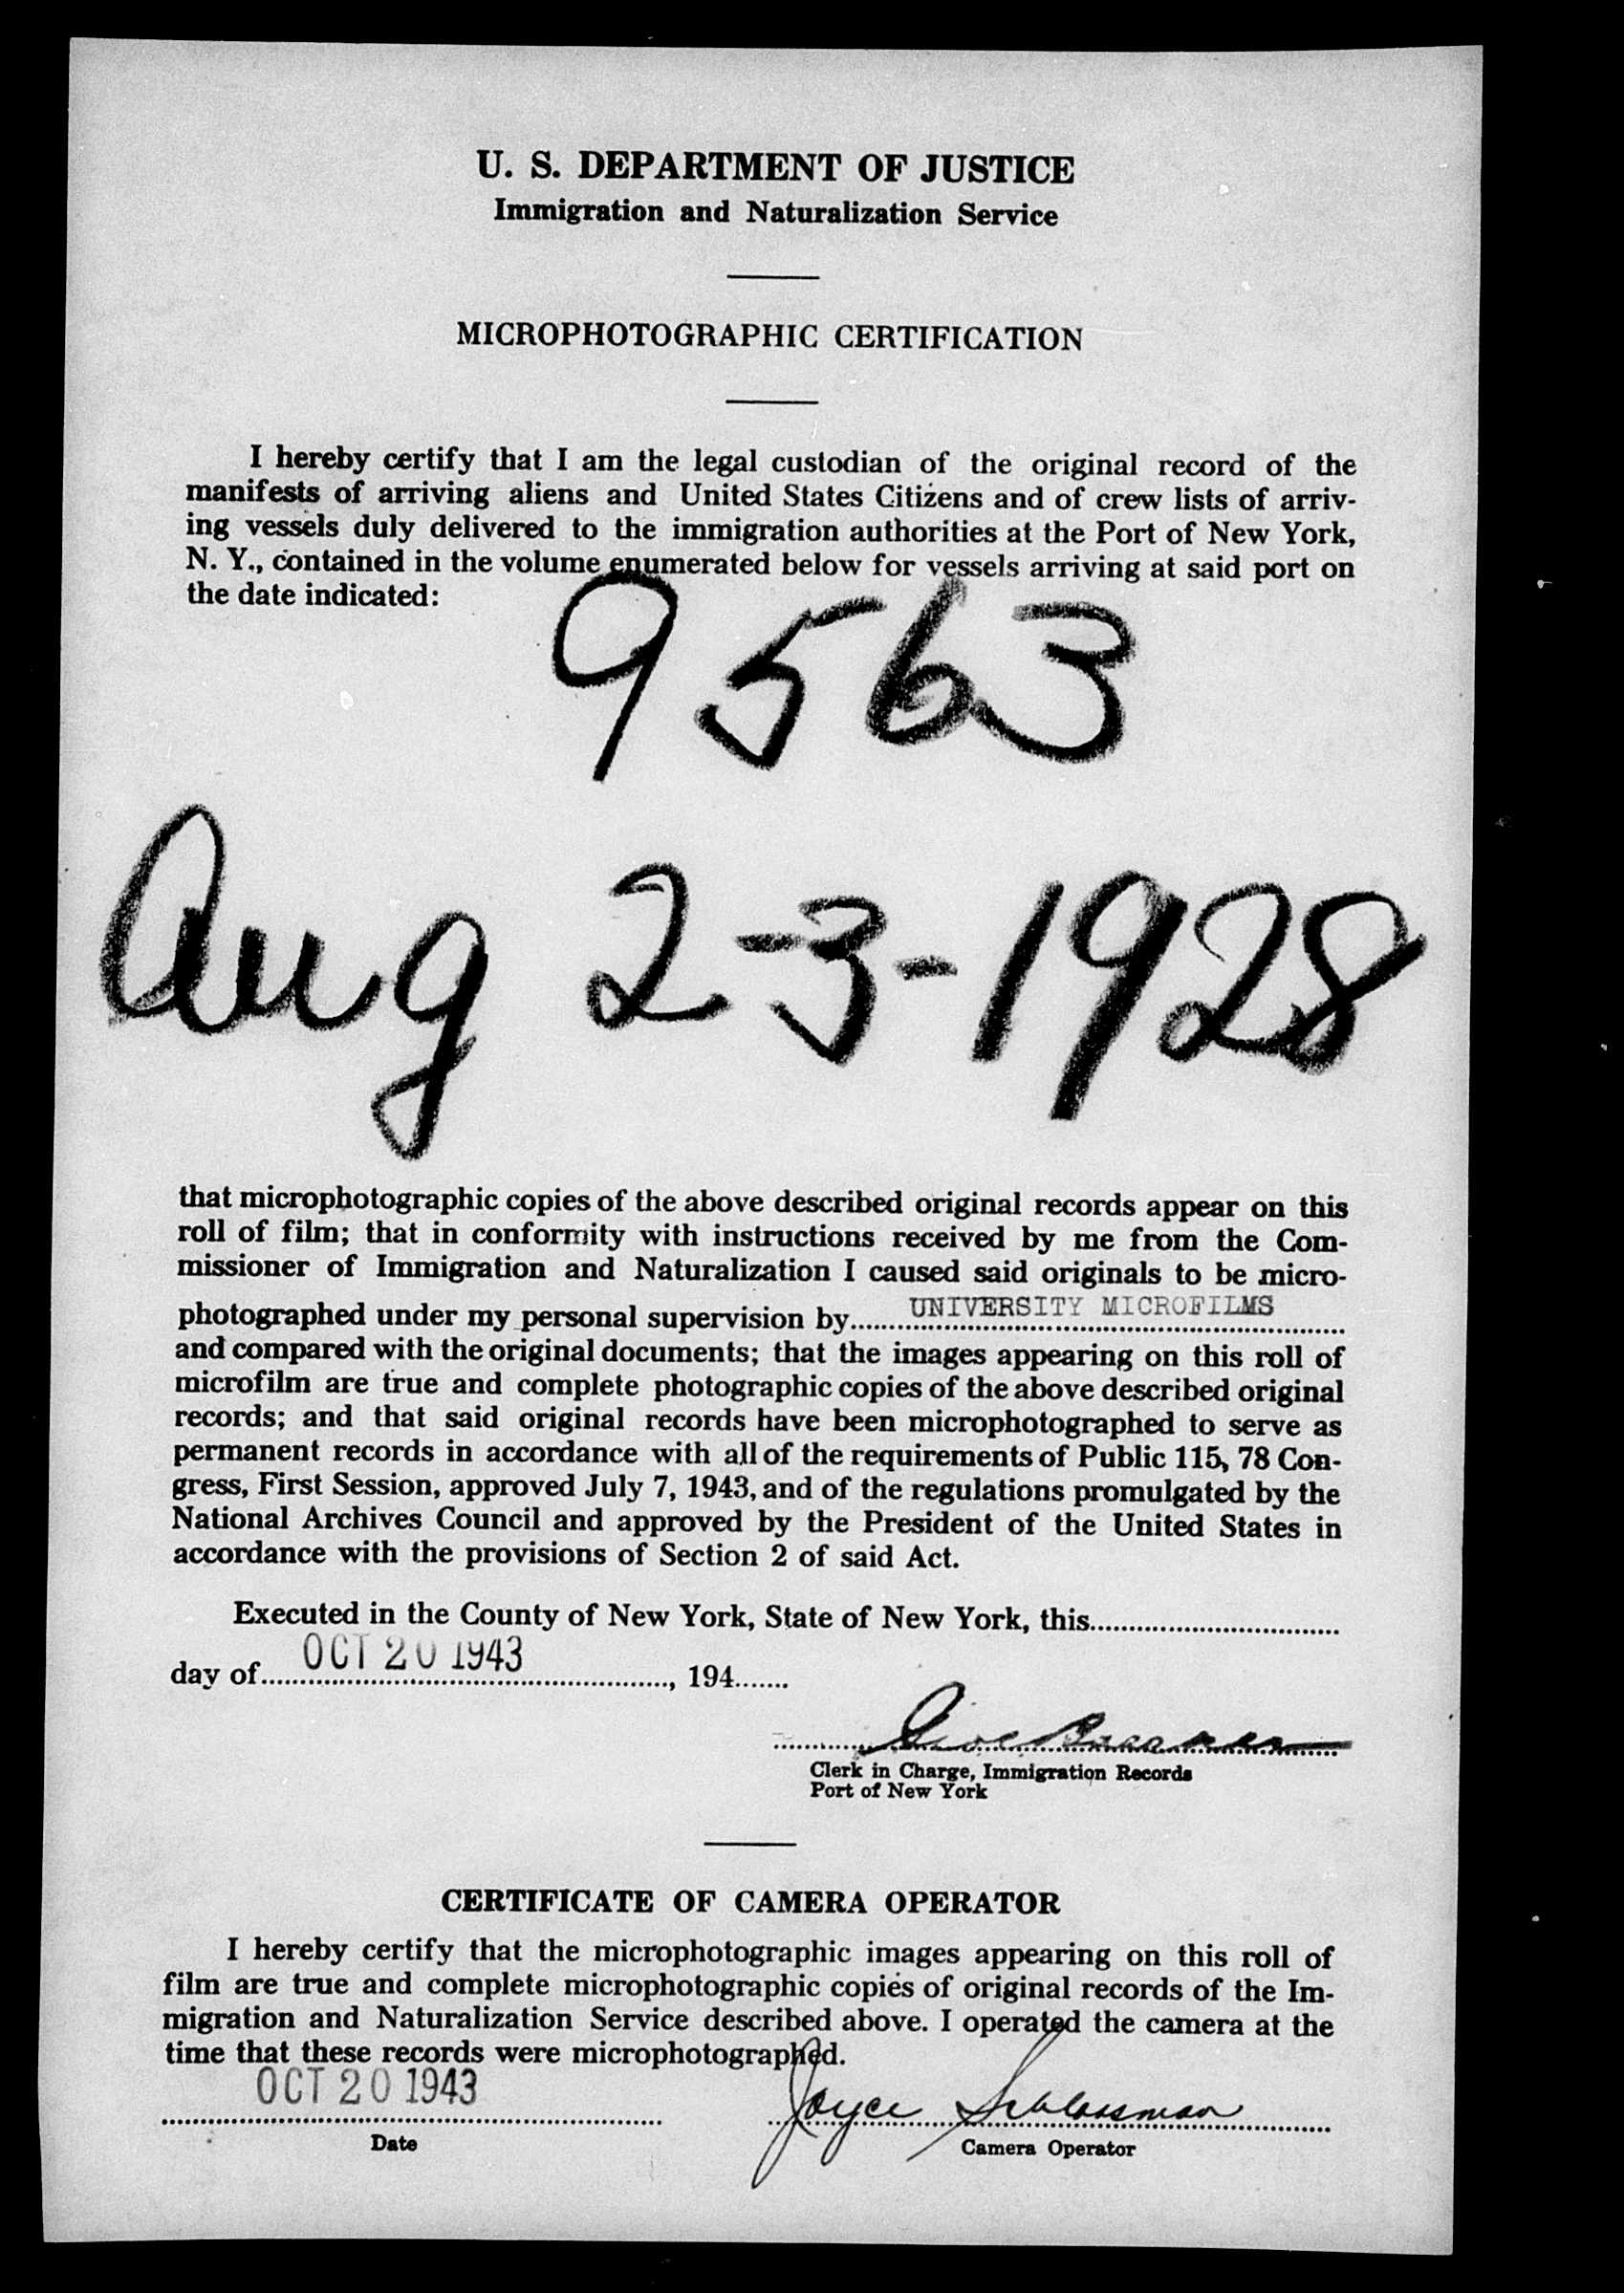 U. S. DEPARTMENT OF JUSTICE
Immigration and Naturalization Service
MICROPHOTOGRAPHIC CERTIFICATION
I hereby certify that I am the legal custodian of the original record of the
manifests of arriving aliens and United States Citizens and of crew lists of arriv-
ing vessels duly delivered to the immigration authorities at the Port of New York,
N. Y., contained in the volume enumerated below for vessels arriving at said port on
the date indicated:
9563
Aug 2-3-1928
that microphotographic copies of the above described original records appear on this
roll of film; that in conformity with instructions received by me from the Com-
missioner of Immigration and Naturalization I caused said originals to be micro-
photographed under my personal supervision by UNIVERSITY MICROFILMS
and compared with the original documents; that the images appearing on this roll of
microfilm are true and complete photographic copies of the above described original
records; and that said original records have been microphotographed to serve as
permanent records in accordance with all of the requirements of Public 115, 78 Con-
gress, First Session, approved July 7, 1943, and of the regulations promulgated by the
National Archives Council and approved by the President of the United States in
accordance with the provisions of Section 2 of said Act.
Executed in the County of New York, State of New York, this
day of OCT 20 1943, 194
Clerk in Charge, Immigration Records
Port of New York
CERTIFICATE OF CAMERA OPERATOR
I hereby certify that the microphotographic images appearing on this roll of
film are true and complete microphotographic copies of original records of the Im-
migration and Naturalization Service described above. I operated the camera at the
time that these records were microphotographed.
OCT 20 1943 Joyce Schlossman
Date Camera Operator